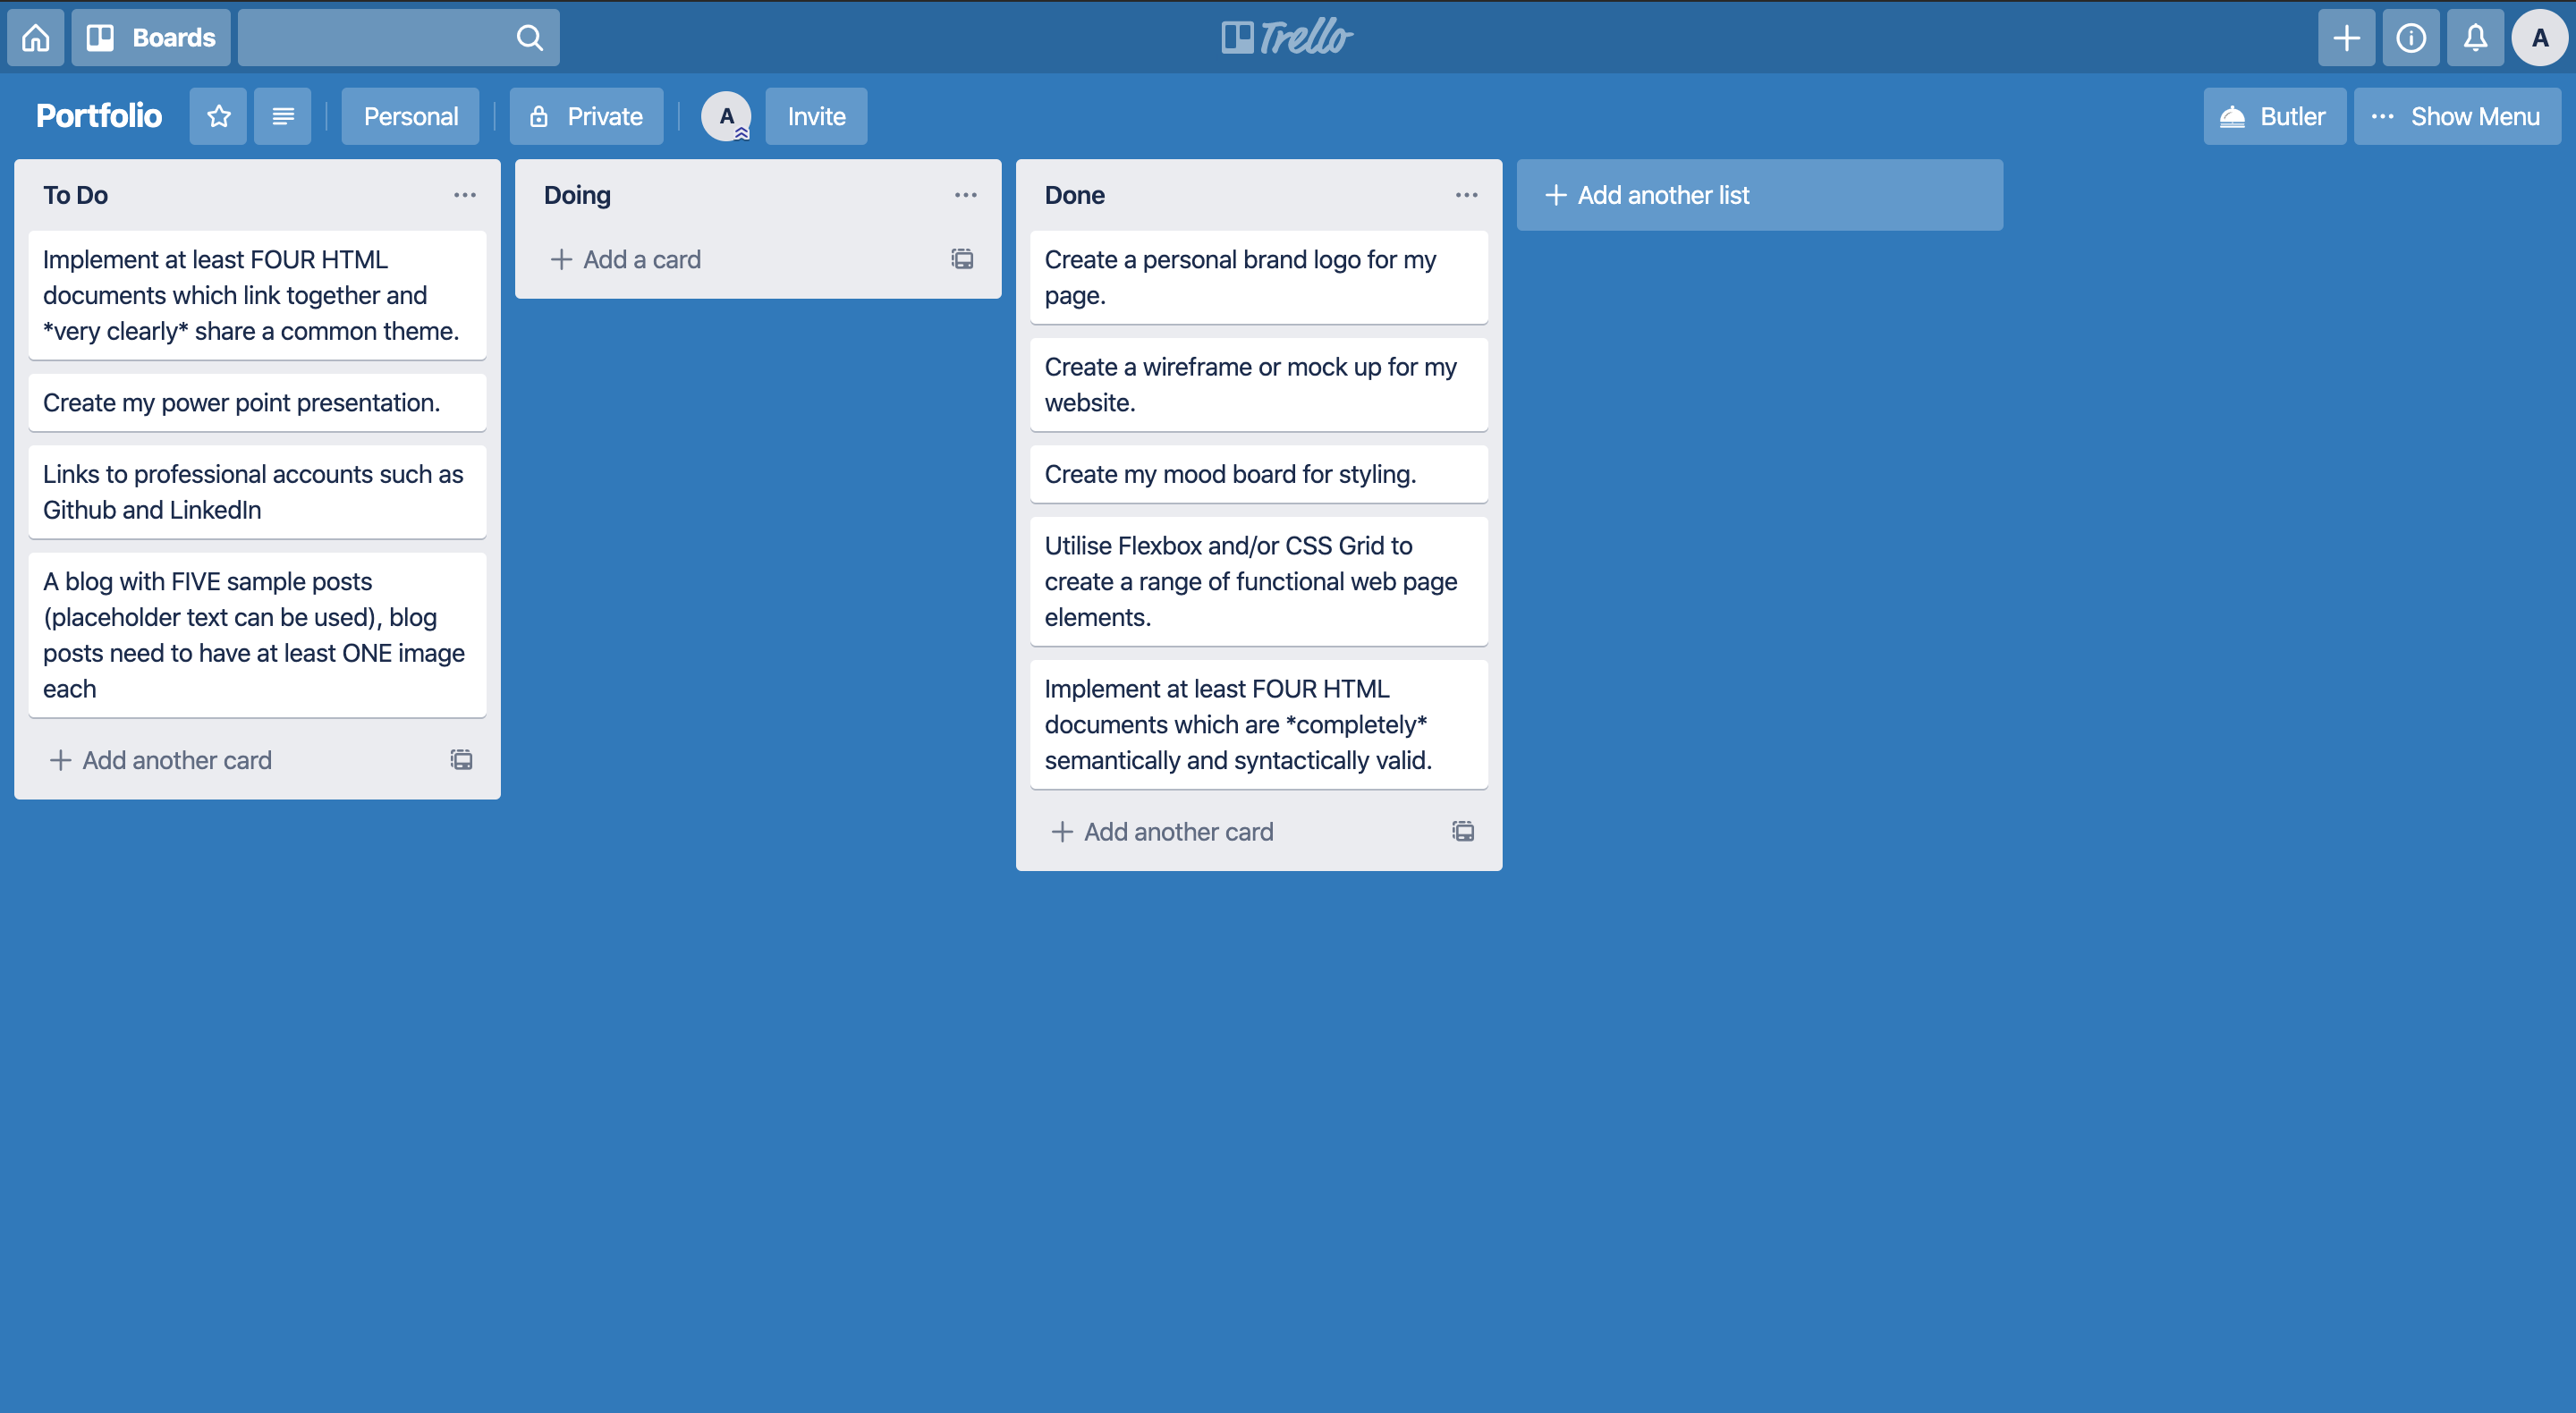 Boards
Trello
A
Portfolio
Personal
Private
A
Invite
Butler
Show Menu
To Do
Implement at least FOUR HTML
documents which link together and
*very clearly* share a common theme.
Create my power point presentation.
Links to professional accounts such as
Github and LinkedIn
A blog with FIVE sample posts
(placeholder text can be used), blog
posts need to have at least ONE image
each
Add another card
Doing
Add a card
Done
Create a personal brand logo for my
page.
Create a wireframe or mock up for my
website.
Create my mood board for styling.
Utilise Flexbox and/or CSS Grid to
create a range of functional web page
elements.
Implement at least FOUR HTML
documents which are *completely*
semantically and syntactically valid.
Add another card
Add another list